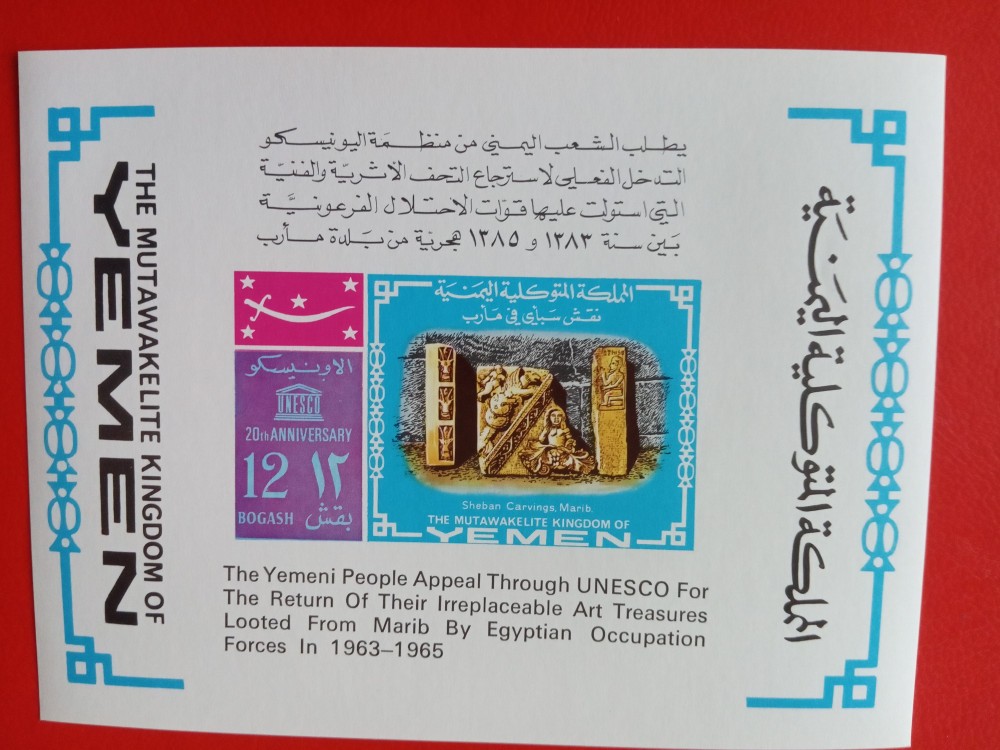 يطلب الشعب اليمني من منظمة اليونيسكو
التدخل الفعلي لاسترجاع التحف الأثرية والفنية
التي استولت عليها قوات الاحتلال الفرعونية
بين سنة ١٣٨٣ و ١٣٨٥ هجرية من بلدة مأرب
THE MUTAWAKELITE KINGDOM OF
YEMEN
المملكة المتوكلية اليمنية
المملكة المتوكلية اليمنية
نقش سبأي في مأرب
الاونيسكو
UNESCO
20th ANNIVERSARY
12 ١٢
BOGASH بقش
Sheban Carvings, Marib.
THE MUTAWAKELITE KINGDOM OF
YEMEN
The Yemeni People Appeal Through UNESCO For
The Return Of Their Irreplaceable Art Treasures
Looted From Marib By Egyptian Occupation
Forces In 1963–1965